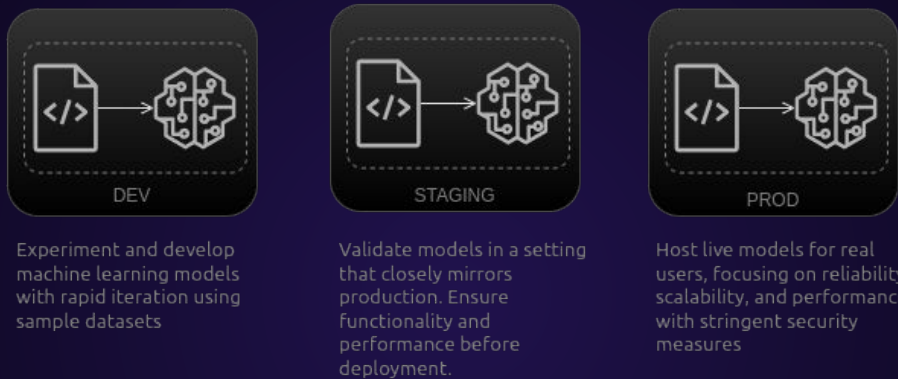 </>
DEV
Experiment and develop
machine learning models
with rapid iteration using
sample datasets
</>
STAGING
Validate models in a setting
that closely mirrors
production. Ensure
functionality and
performance before
deployment.
</>
PROD
Host live models for real
users, focusing on reliability
scalability, and performanc
with stringent security
measures